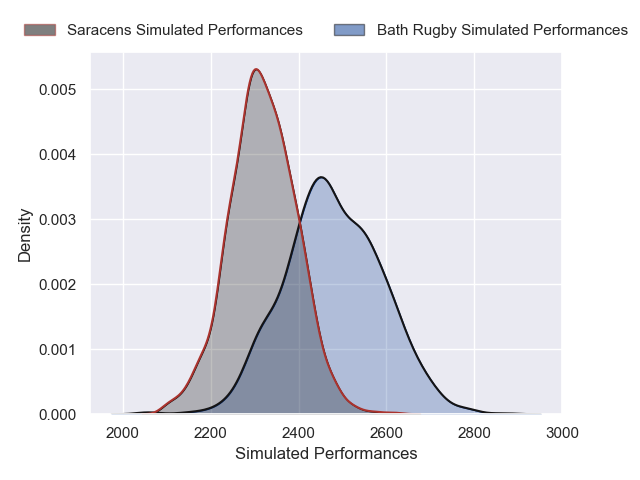 Saracens Simulated Performances Bath Rugby Simulated Performances
0.005
0.004
0.003
0.002
0.001
0.000
Density
2000 2200 2400 2600 2800 3000
Simulated Performances